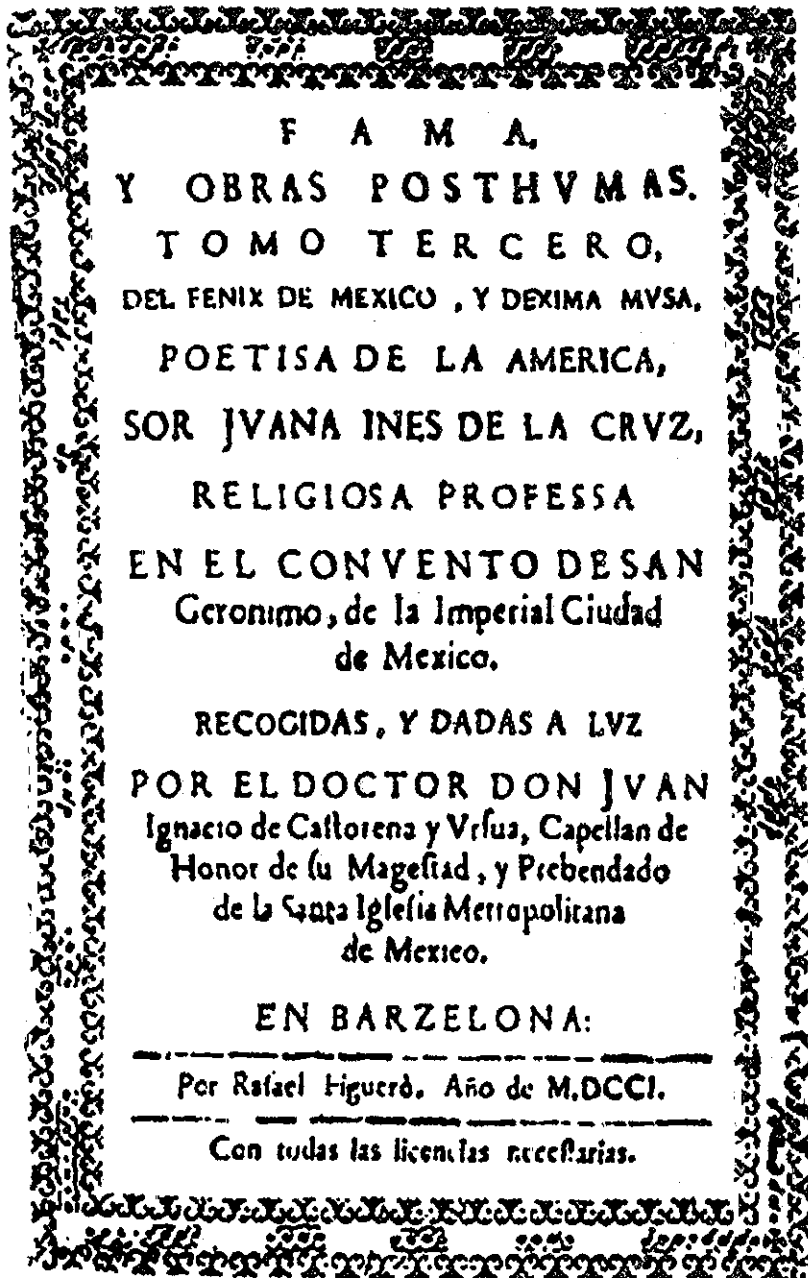 F A M A,
Y OBRAS POSTHVMAS.
TOMO TERCERO,
DEL FENIX DE MEXICO , Y DEXIMA MVSA,
POETISA DE LA AMERICA,
SOR JVANA INES DE LA CRVZ,
RELIGIOSA PROFESSA
EN EL CONVENTO DE SAN
Geronimo, de la Imperial Ciudad
de Mexico.
RECOGIDAS, Y DADAS A LVZ
POR EL DOCTOR DON JVAN
Ignacio de Caſtorena y Vrſua, Capellan de
Honor de ſu Mageſtad, y Prebendado
de la Santa Igleſia Metropolitana
de Mexico.
EN BARZELONA:
Por Rafael Figuerò. Año de M.DCCI.
Con todas las licencias neceſſarias.